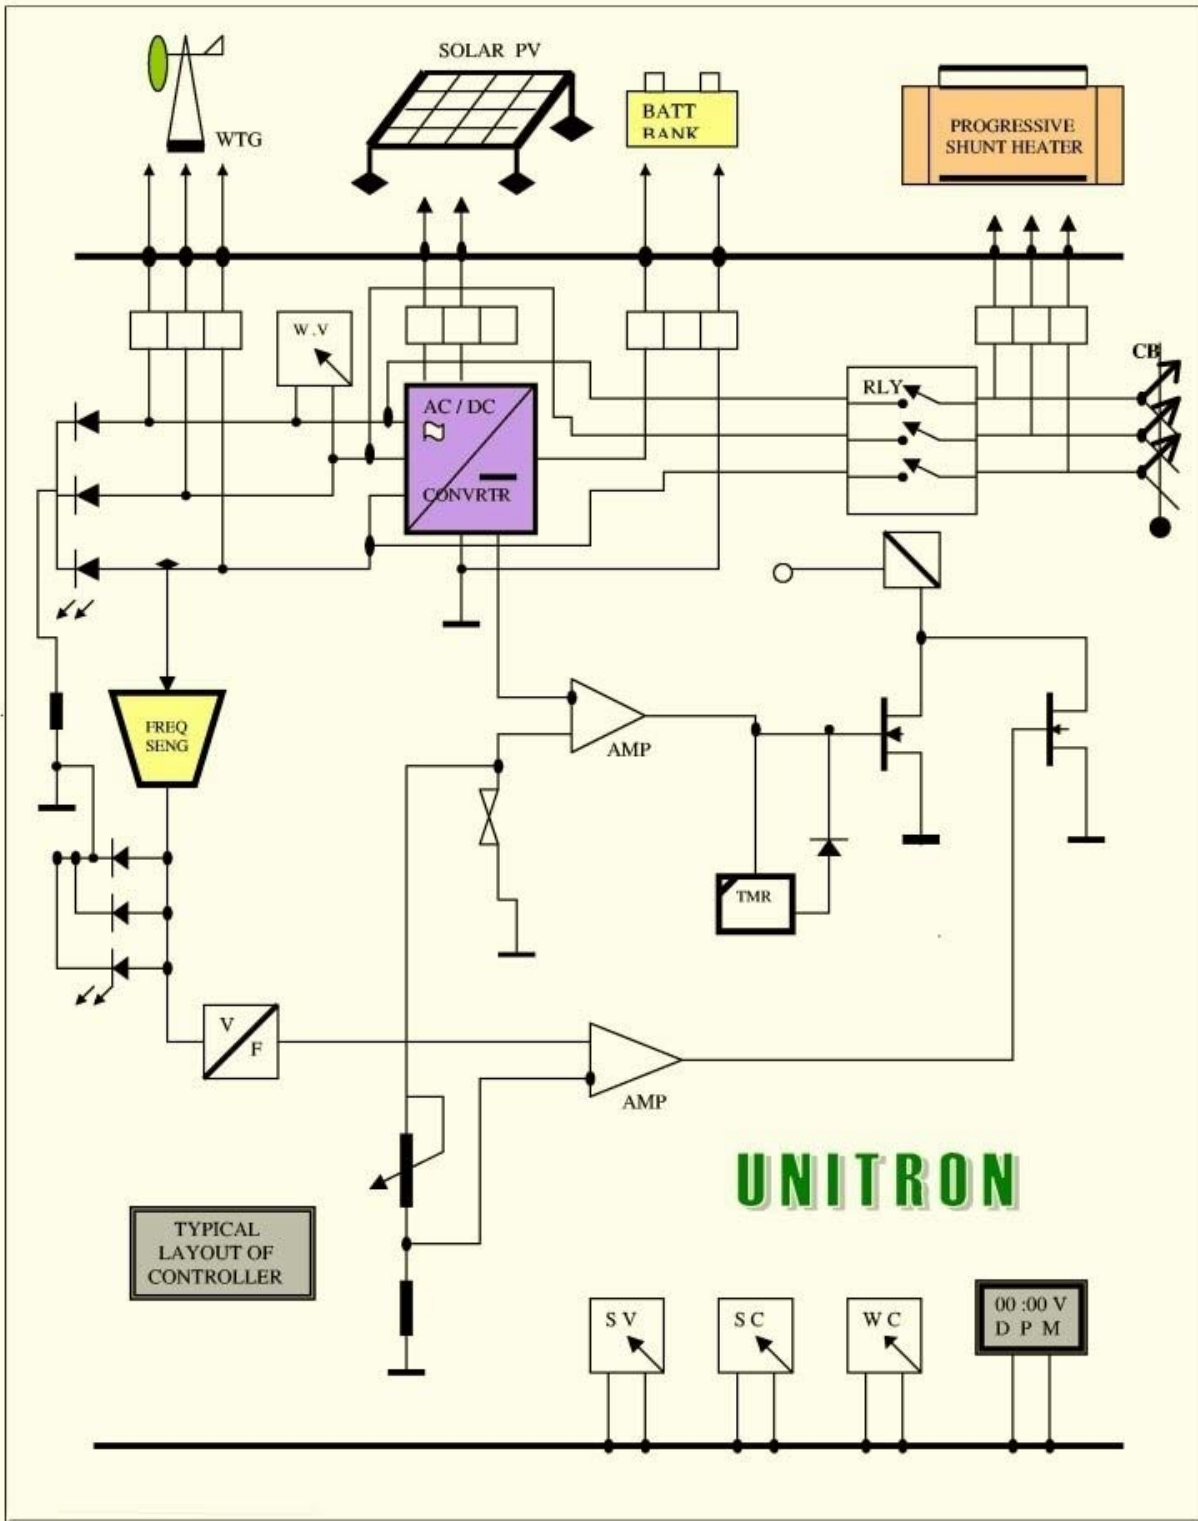 SOLAR PV
WTG
BATT
BANK
PROGRESSIVE
SHUNT HEATER
W.V
CB
AC / DC
CONVRTR
RLY
FREQ
SENG
AMP
TMR
V
F
AMP
UNITRON
TYPICAL
LAYOUT OF
CONTROLLER
S V
S C
W C
00 :00 V
D P M